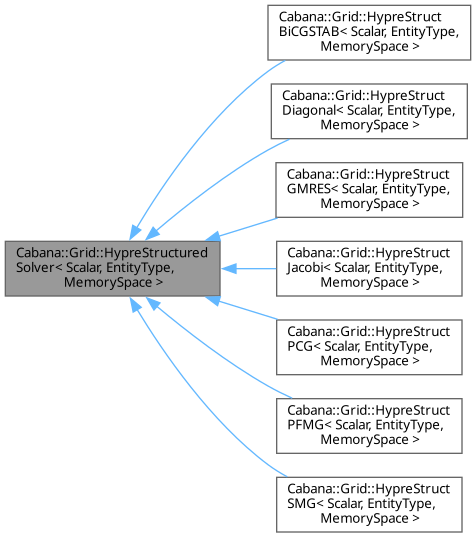 Cabana::Grid::HypreStruct
BiCGSTAB< Scalar, EntityType,
MemorySpace >
Cabana::Grid::HypreStruct
Diagonal< Scalar, EntityType,
MemorySpace >
Cabana::Grid::HypreStruct
GMRES< Scalar, EntityType,
MemorySpace >
Cabana::Grid::HypreStructured
Solver< Scalar, EntityType,
MemorySpace >
Cabana::Grid::HypreStruct
Jacobi< Scalar, EntityType,
MemorySpace >
Cabana::Grid::HypreStruct
PCG< Scalar, EntityType,
MemorySpace >
Cabana::Grid::HypreStruct
PFMG< Scalar, EntityType,
MemorySpace >
Cabana::Grid::HypreStruct
SMG< Scalar, EntityType,
MemorySpace >